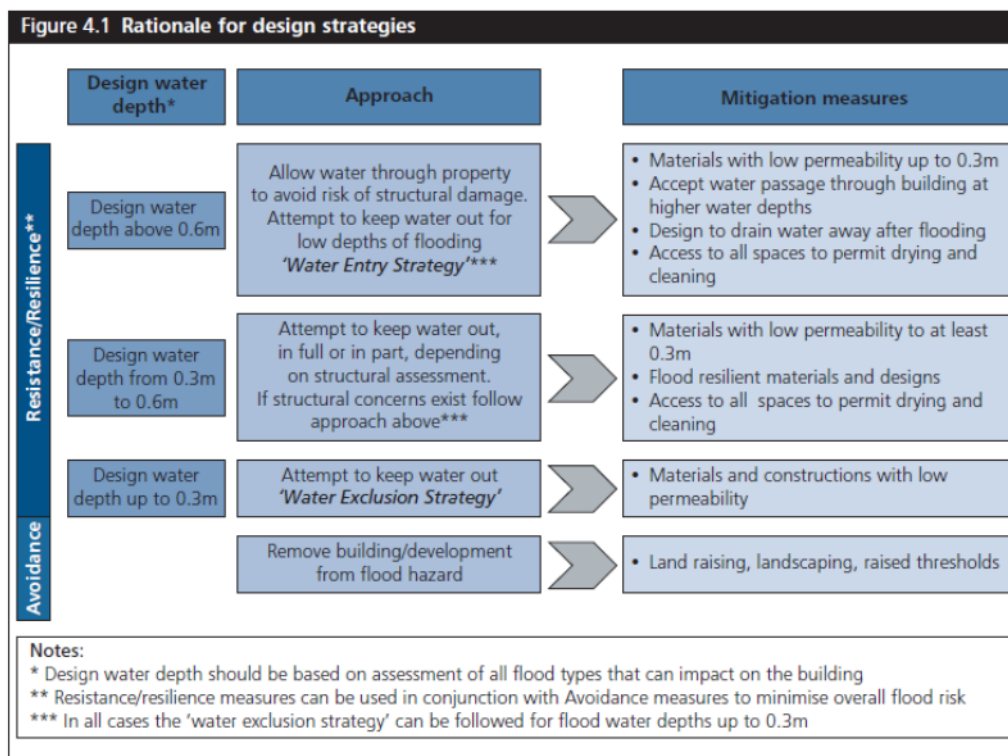 Figure 4.1 Rationale for design strategies
Design water
depth*
Approach
Mitigation measures
Resistance/Resilience**
Design water
depth above 0.6m
Allow water through property
to avoid risk of structural damage.
Attempt to keep water out for
low depths of flooding
‘Water Entry Strategy’***
• Materials with low permeability up to 0.3m
• Accept water passage through building at
higher water depths
• Design to drain water away after flooding
• Access to all spaces to permit drying and
cleaning
Design water
depth from 0.3m
to 0.6m
Attempt to keep water out,
in full or in part, depending
on structural assessment.
If structural concerns exist follow
approach above***
• Materials with low permeability to at least
0.3m
• Flood resilient materials and designs
• Access to all spaces to permit drying and
cleaning
Design water
depth up to 0.3m
Attempt to keep water out
‘Water Exclusion Strategy’
• Materials and constructions with low
permeability
Avoidance
Remove building/development
from flood hazard
• Land raising, landscaping, raised thresholds
Notes:
* Design water depth should be based on assessment of all flood types that can impact on the building
** Resistance/resilience measures can be used in conjunction with Avoidance measures to minimise overall flood risk
*** In all cases the ‘water exclusion strategy’ can be followed for flood water depths up to 0.3m